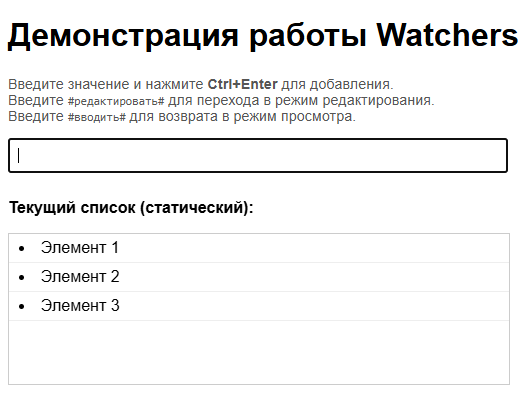 Демонстрация работы Watchers
Введите значение и нажмите Ctrl+Enter для добавления.
Введите #редактировать# для перехода в режим редактирования.
Введите #вводить# для возврата в режим просмотра.
Текущий список (статический):
• Элемент 1
• Элемент 2
• Элемент 3